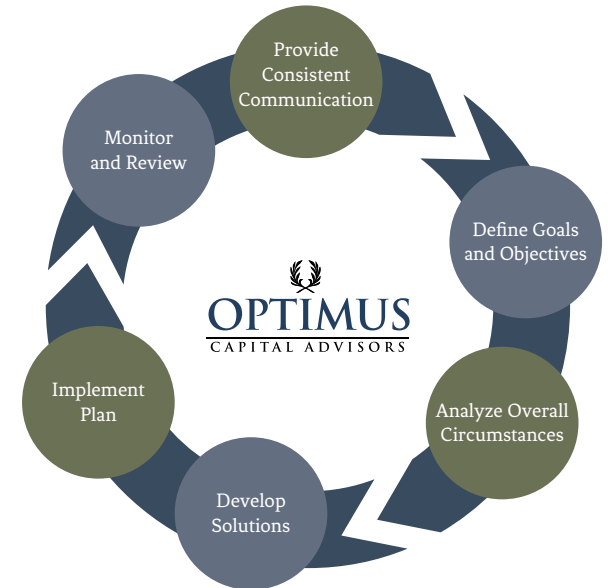 Provide
Consistent
Communication
Define Goals
and Objectives
Analyze Overall
Circumstances
Develop
Solutions
Implement
Plan
Monitor
and Review
OPTIMUS
CAPITAL ADVISORS